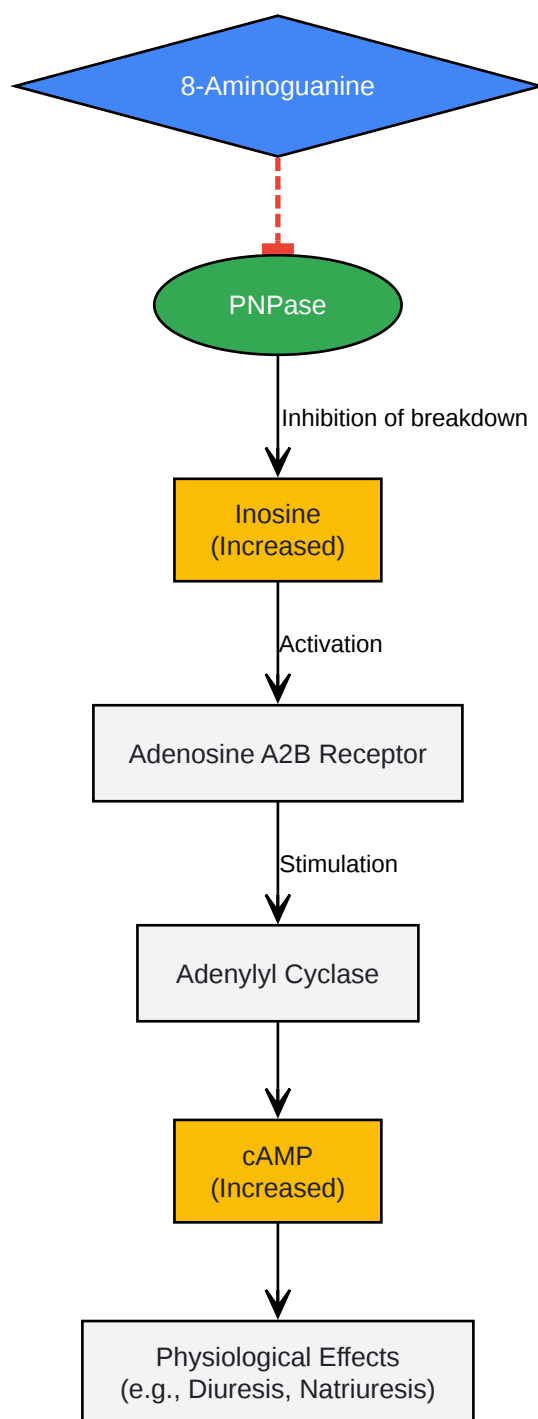 8-Aminoguanine
PNPase
Inhibition of breakdown
Inosine
(Increased)
Activation
Adenosine A2B Receptor
Stimulation
Adenylyl Cyclase
cAMP
(Increased)
Physiological Effects
(e.g., Diuresis, Natriuresis)